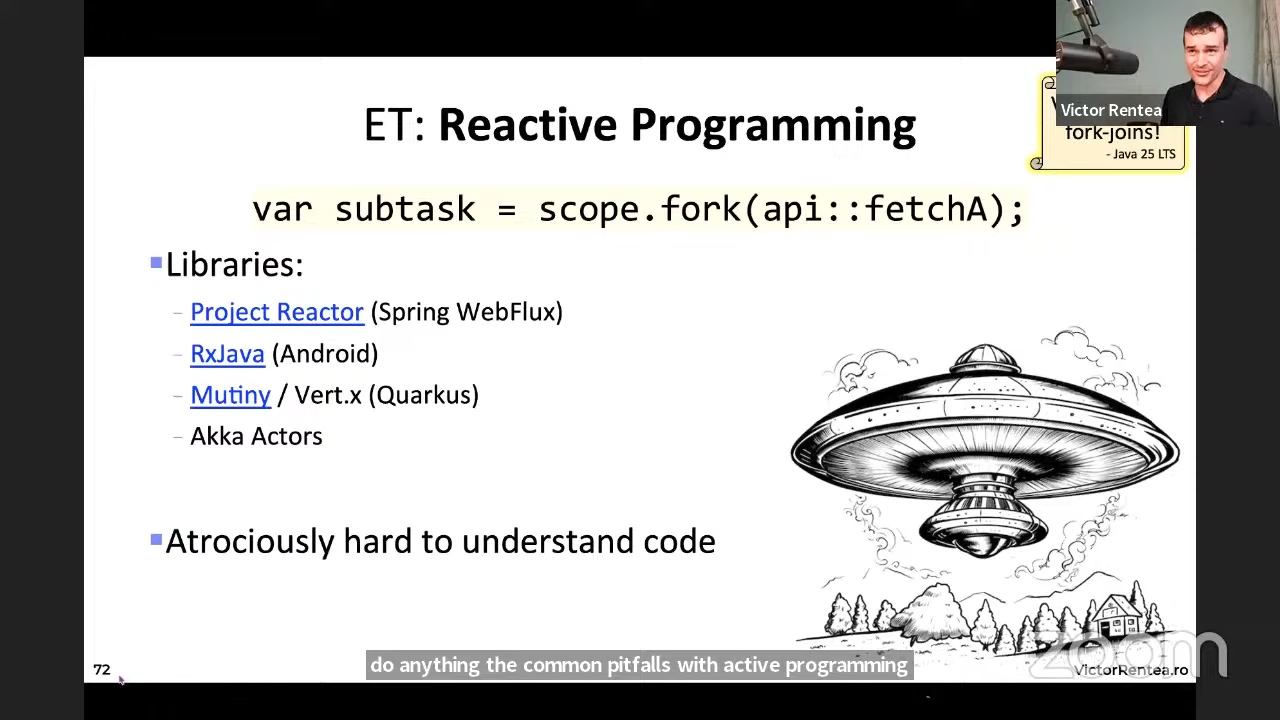 ET: Reactive Programming
Victor Rentea
fork-joins!
- Java 25 LTS
var subtask = scope.fork(api::fetchA);
Libraries:
– Project Reactor (Spring WebFlux)
– RxJava (Android)
– Mutiny / Vert.x (Quarkus)
– Akka Actors
Atrociously hard to understand code
do anything the common pitfalls with active programming
zoom
72
VictorRentea.ro